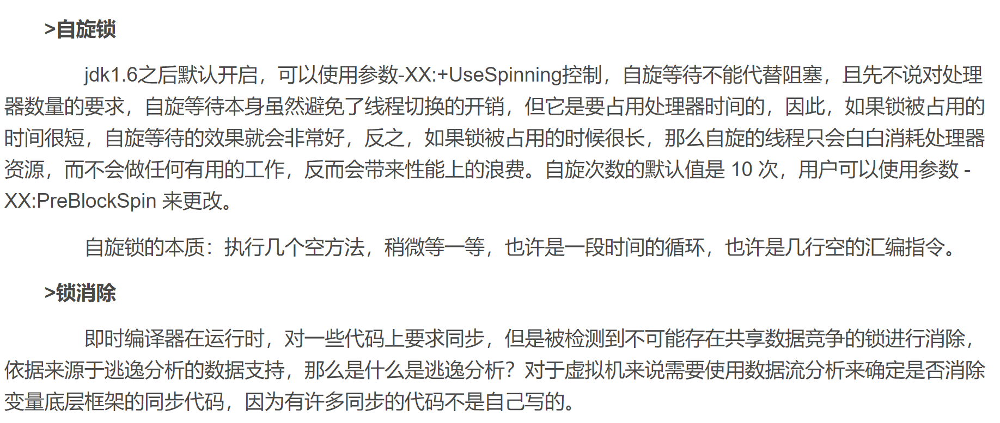 >自旋锁
jdk1.6之后默认开启，可以使用参数-XX:+UseSpinning控制，自旋等待不能代替阻塞，且先不说对处理
器数量的要求，自旋等待本身虽然避免了线程切换的开销，但它是要占用处理器时间的，因此，如果锁被占用的
时间很短，自旋等待的效果就会非常好，反之，如果锁被占用的时候很长，那么自旋的线程只会白白消耗处理器
资源，而不会做任何有用的工作，反而会带来性能上的浪费。自旋次数的默认值是 10 次，用户可以使用参数 -
XX:PreBlockSpin 来更改。
自旋锁的本质：执行几个空方法，稍微等一等，也许是一段时间的循环，也许是几行空的汇编指令。
>锁消除
即时编译器在运行时，对一些代码上要求同步，但是被检测到不可能存在共享数据竞争的锁进行消除，
依据来源于逃逸分析的数据支持，那么是什么是逃逸分析？对于虚拟机来说需要使用数据流分析来确定是否消除
变量底层框架的同步代码，因为有许多同步的代码不是自己写的。